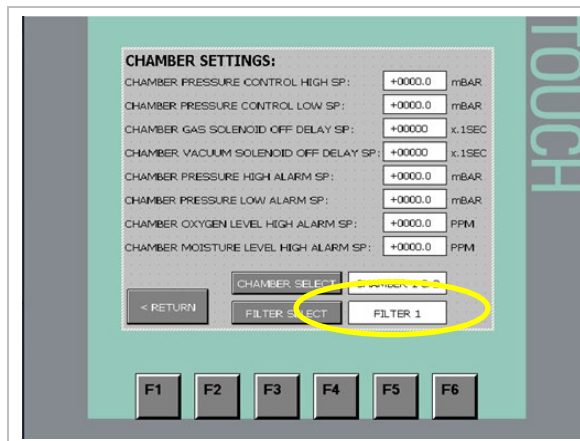 CHAMBER SETTINGS:
CHAMBER PRESSURE CONTROL HIGH SP: +0000.0 mBAR
CHAMBER PRESSURE CONTROL LOW SP: +0000.0 mBAR
CHAMBER GAS SOLENOID OFF DELAY SP: +00000 x.1SEC
CHAMBER VACUUM SOLENOID OFF DELAY SP: +00000 x.1SEC
CHAMBER PRESSURE HIGH ALARM SP: +0000.0 mBAR
CHAMBER PRESSURE LOW ALARM SP: +0000.0 mBAR
CHAMBER OXYGEN LEVEL HIGH ALARM SP: +0000.0 PPM
CHAMBER MOISTURE LEVEL HIGH ALARM SP: +0000.0 PPM
CHAMBER SELECT CHAMBER
< RETURN FILTER SELECT FILTER 1
F1 F2 F3 F4 F5 F6
TOUCH